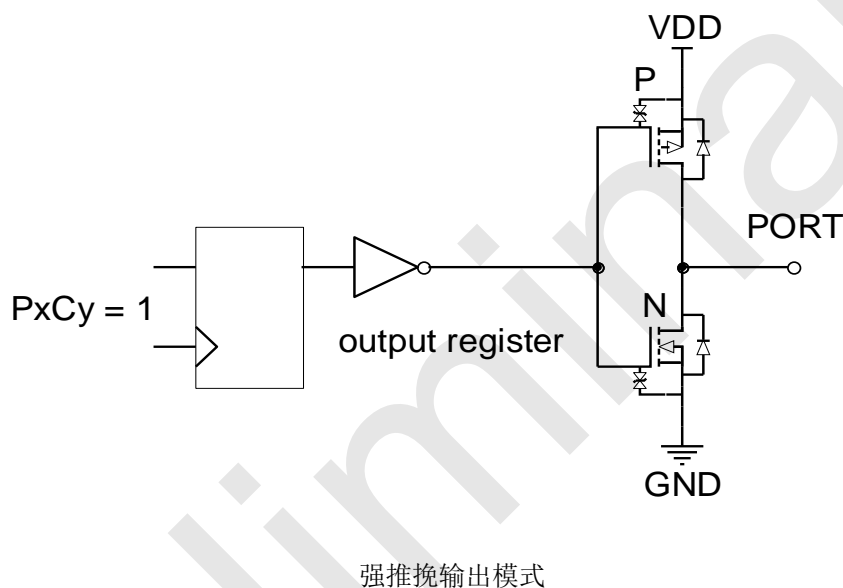 VDD
P
PORT
PxCy = 1
N
output register
GND
强推挽输出模式